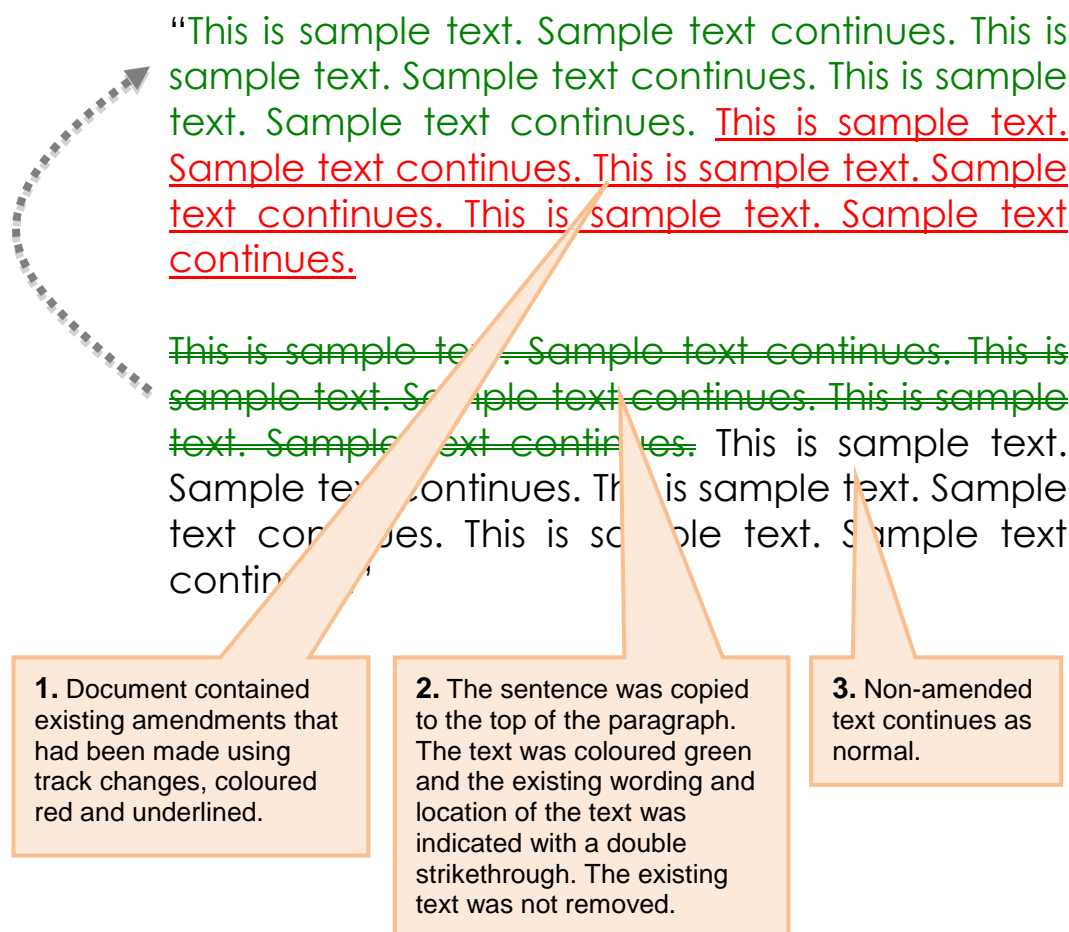 “This is sample text. Sample text continues. This is
sample text. Sample text continues. This is sample
text. Sample text continues. This is sample text.
Sample text continues. This is sample text. Sample
text continues. This is sample text. Sample text
continues.
This is sample text. Sample text continues. This is
sample text. Sample text continues. This is sample
text. Sample text continues. This is sample text.
Sample text continues. This is sample text. Sample
text continues. This is sample text. Sample text
continues.”
1. Document contained
existing amendments that
had been made using
track changes, coloured
red and underlined.
2. The sentence was copied
to the top of the paragraph.
The text was coloured green
and the existing wording and
location of the text was
indicated with a double
strikethrough. The existing
text was not removed.
3. Non-amended
text continues as
normal.